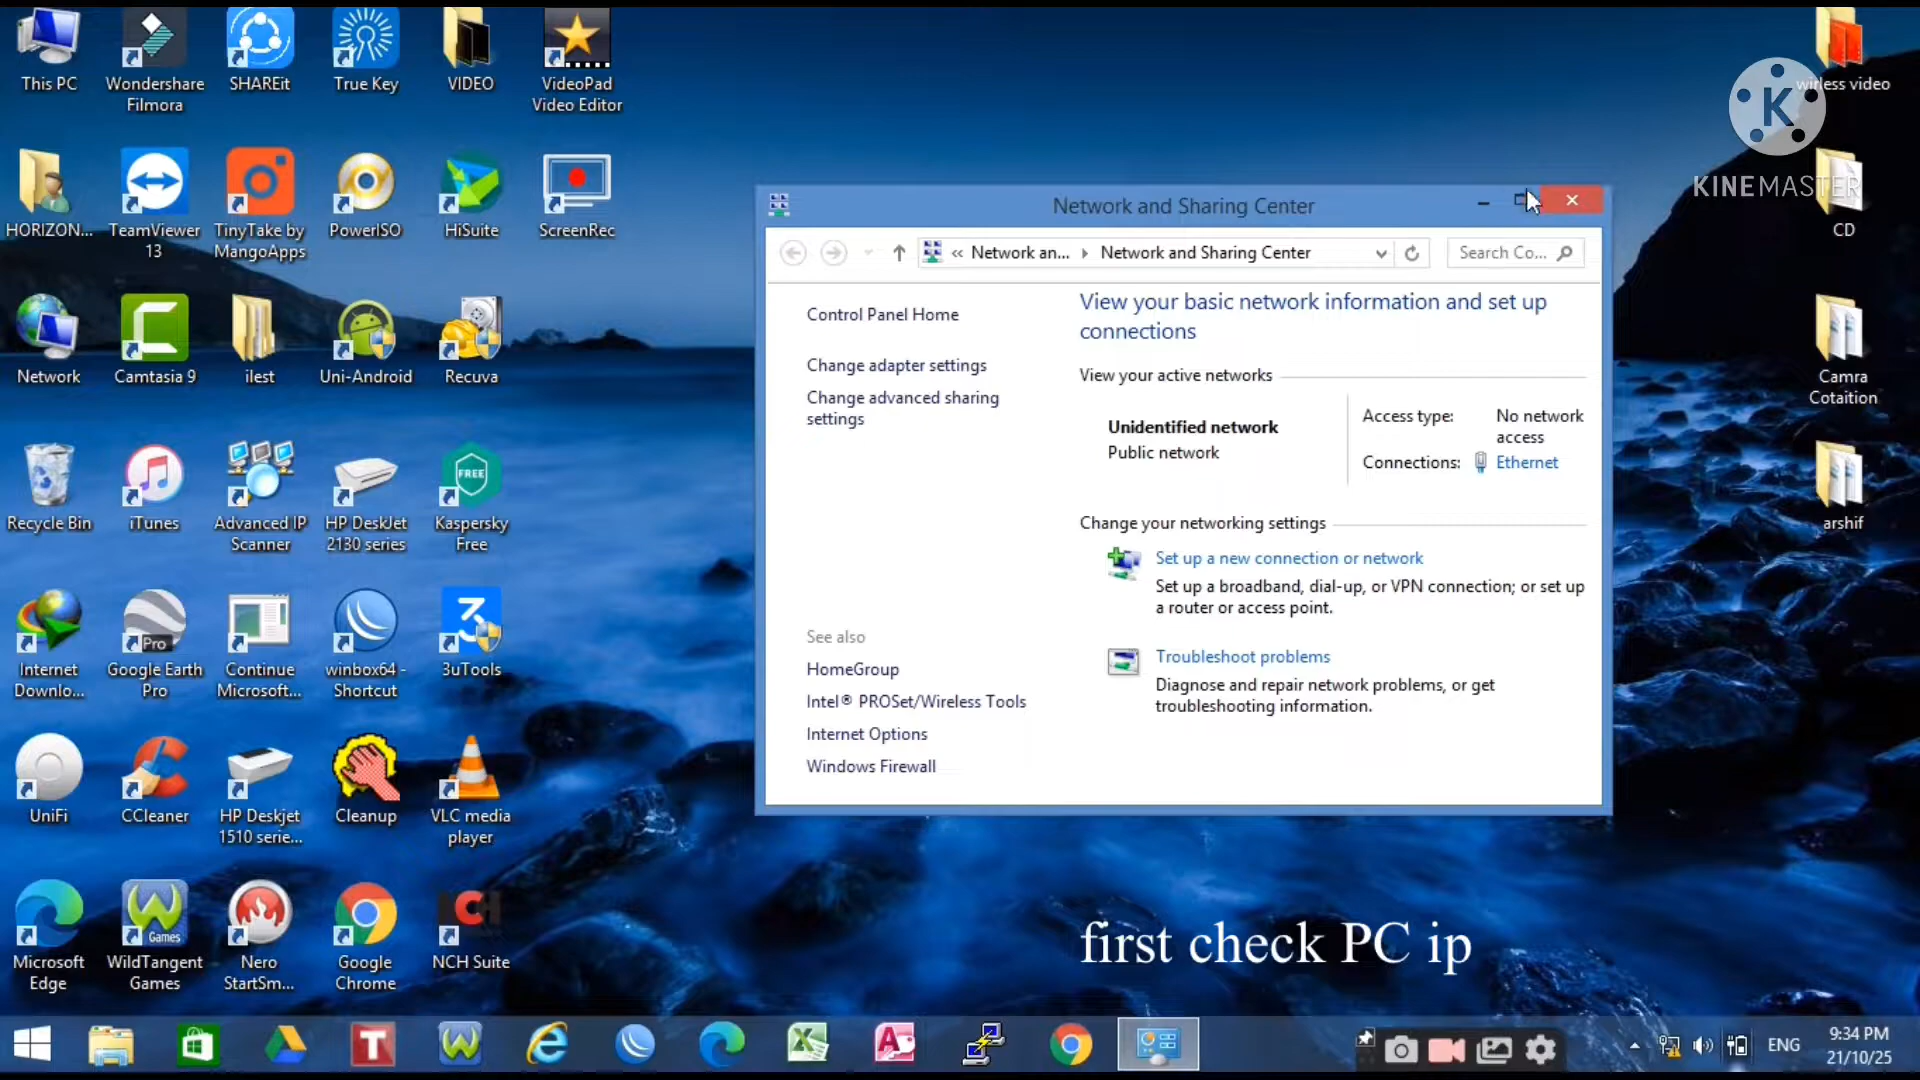 This PC
Wondershare
Filmora
SHAREit
True Key
VIDEO
VideoPad
Video Editor
wirless video
HORIZON...
TeamViewer
13
TinyTake by
MangoApps
PowerISO
HiSuite
ScreenRec
K
KINEMASTER
CD
Network
Camtasia 9
ilest
Uni-Android
Recuva
Camra
Cotaition
Recycle Bin
iTunes
Advanced IP
Scanner
HP DeskJet
2130 series
FREE
Kaspersky
Free
arshif
Internet
Downlo...
Pro
Google Earth
Pro
Continue
Microsoft...
winbox64 -
Shortcut
3uTools
UniFi
CCleaner
HP Deskjet
1510 serie...
Cleanup
VLC media
player
Microsoft
Edge
Games
WildTangent
Games
Nero
StartSm...
Google
Chrome
NCH
NCH Suite
Network and Sharing Center
« Network an...
Network and Sharing Center
Search Co...
Control Panel Home
Change adapter settings
Change advanced sharing
settings
See also
HomeGroup
Intel® PROSet/Wireless Tools
Internet Options
Windows Firewall
View your basic network information and set up
connections
View your active networks
Unidentified network
Public network
Access type:
No network
access
Connections:
Ethernet
Change your networking settings
Set up a new connection or network
Set up a broadband, dial-up, or VPN connection; or set up
a router or access point.
Troubleshoot problems
Diagnose and repair network problems, or get
troubleshooting information.
first check PC ip
ENG
9:34 PM
21/10/25